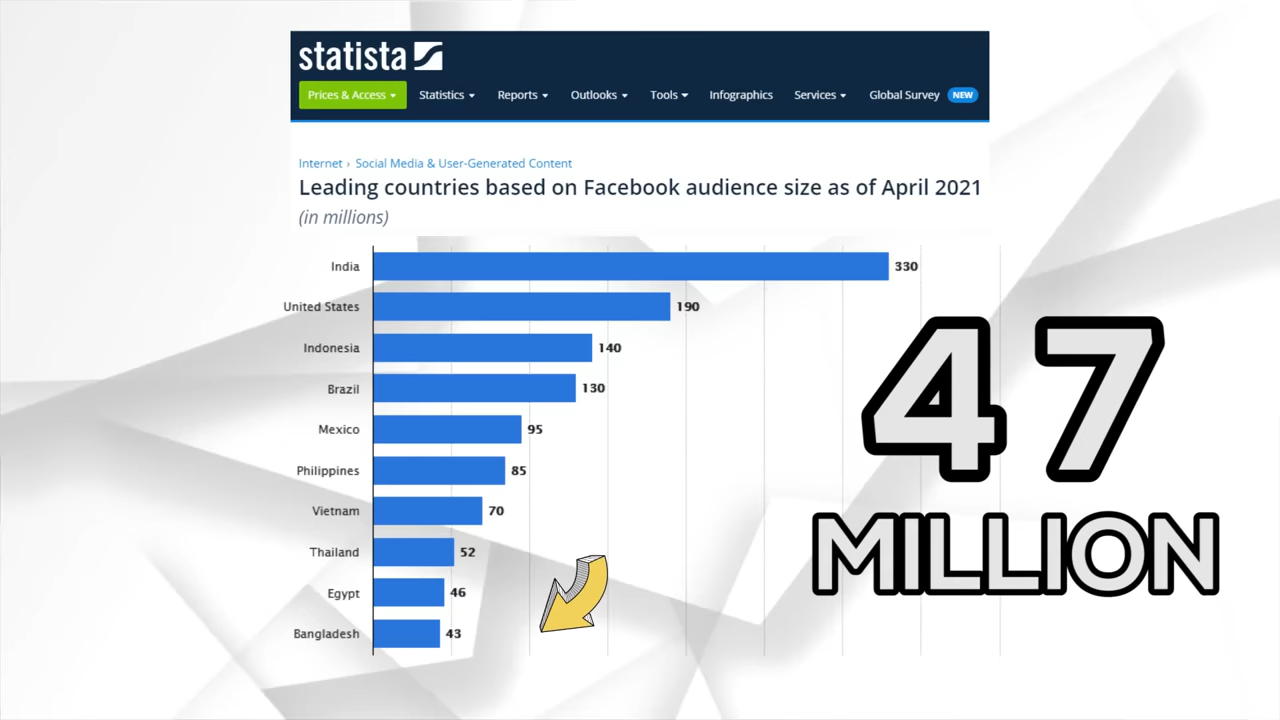 statista
Prices & Access Statistics Reports Outlooks Tools Infographics Services Global Survey NEW
Internet › Social Media & User-Generated Content
Leading countries based on Facebook audience size as of April 2021
(in millions)
India 330
United States 190
Indonesia 140
Brazil 130
Mexico 95
Philippines 85
Vietnam 70
Thailand 52
Egypt 46
Bangladesh 43
47
MILLION